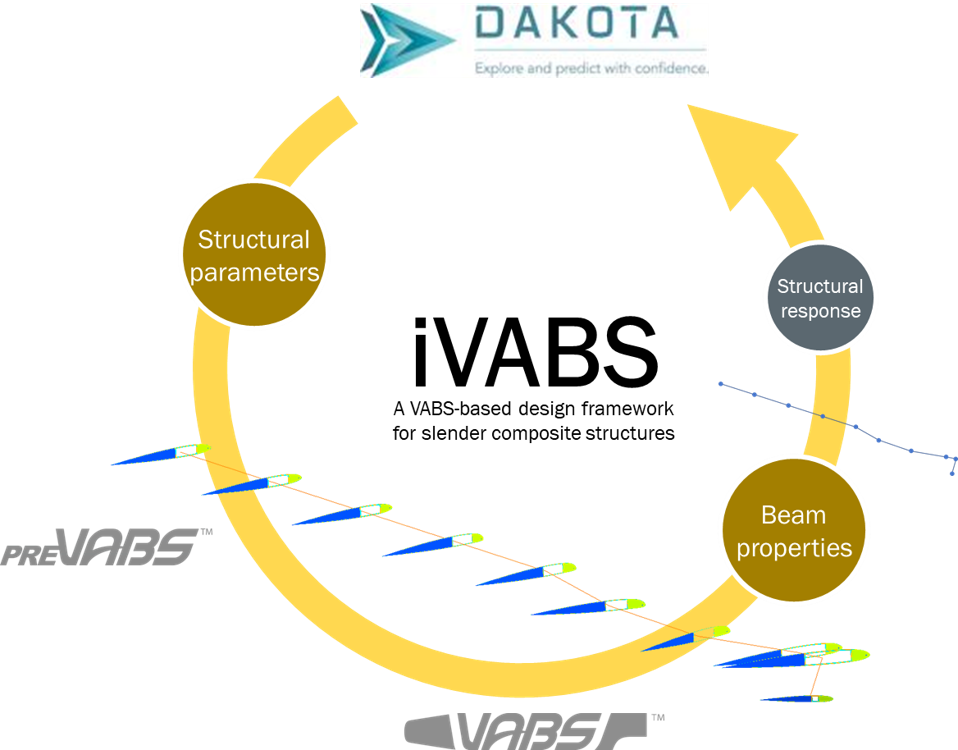 DAKOTA
Explore and predict with confidence.
Structural
parameters
Structural
response
iVABS
A VABS-based design framework
for slender composite structures
Beam
properties
PREVABS™
VABS™